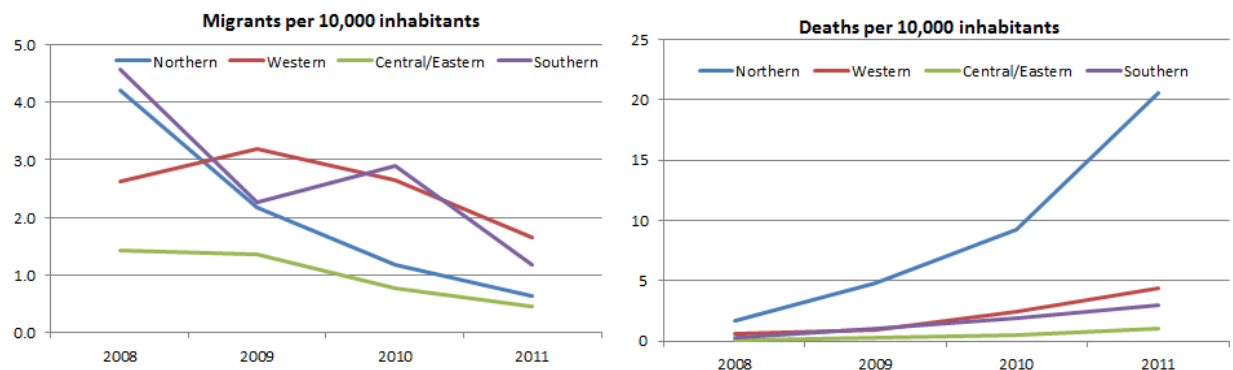 Migrants per 10,000 inhabitants
5.0
Northern Western Central/Eastern Southern
4.0
3.0
2.0
1.0
0.0
2008 2009 2010 2011
Deaths per 10,000 inhabitants
25
Northern Western Central/Eastern Southern
20
15
10
5
0
2008 2009 2010 2011